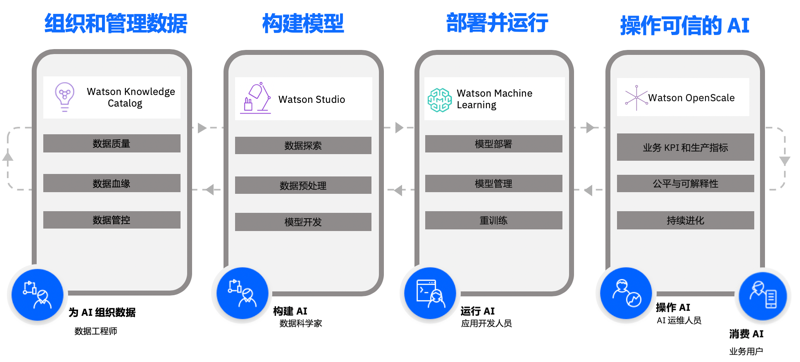 组织和管理数据
构建模型
部署并运行
操作可信的 AI
Watson Knowledge
Catalog
数据质量
数据血缘
数据管控
Watson Studio
数据探索
数据预处理
模型开发
Watson Machine
Learning
模型部署
模型管理
重训练
Watson OpenScale
业务 KPI 和生产指标
公平与可解释性
持续进化
为 AI 组织数据
数据工程师
构建 AI
数据科学家
运行 AI
应用开发人员
操作 AI
AI 运维人员
消费 AI
业务用户